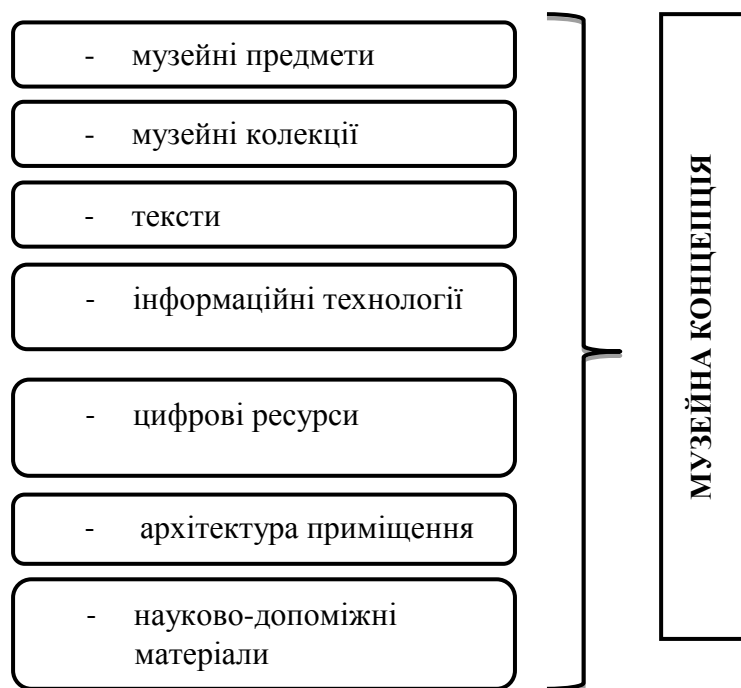 - музейні предмети
- музейні колекції
- тексти
- інформаційні технології
- цифрові ресурси
- архітектура приміщення
- науково-допоміжні
матеріали
МУЗЕЙНА КОНЦЕПЦІЯ